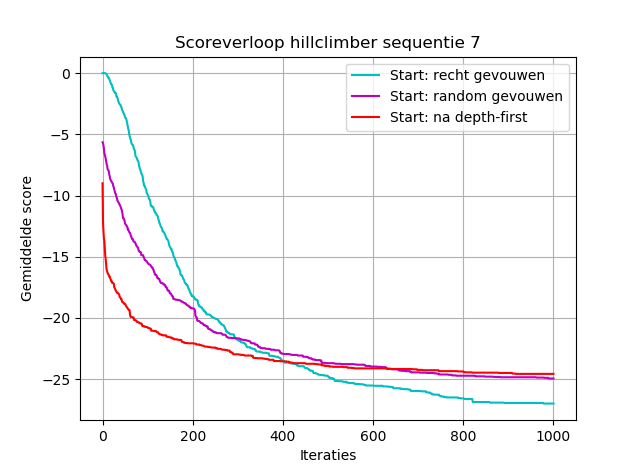 Scoreverloop hillclimber sequentie 7
Start: recht gevouwen
Start: random gevouwen
Start: na depth-first
Gemiddelde score
0
−5
−10
−15
−20
−25
0 200 400 600 800 1000
Iteraties